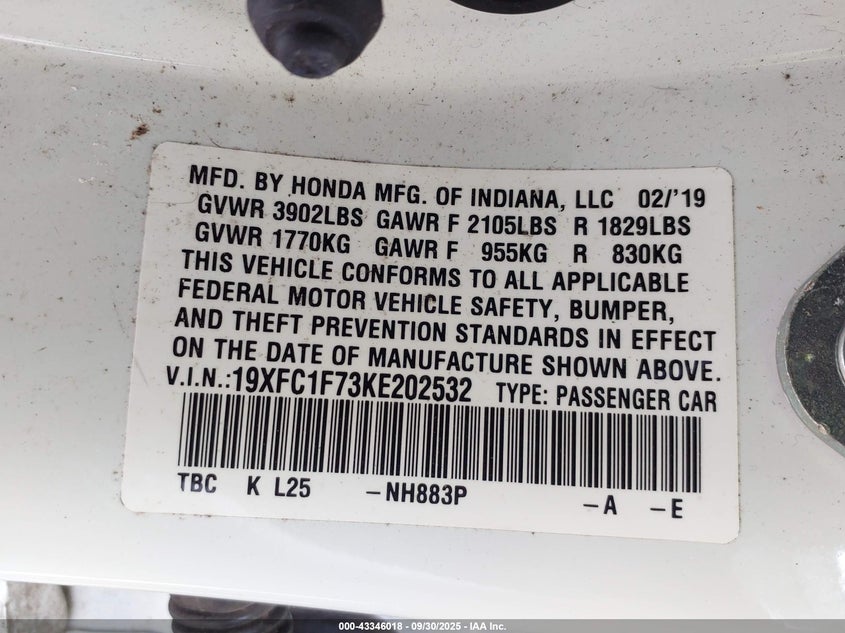 MFD. BY HONDA MFG. OF INDIANA, LLC 02/'19
GVWR 3902LBS GAWR F 2105LBS R 1829LBS
GVWR 1770KG GAWR F 955KG R 830KG
THIS VEHICLE CONFORMS TO ALL APPLICABLE
FEDERAL MOTOR VEHICLE SAFETY, BUMPER,
AND THEFT PREVENTION STANDARDS IN EFFECT
ON THE DATE OF MANUFACTURE SHOWN ABOVE.
V.I.N.:19XFC1F73KE202532 TYPE: PASSENGER CAR
TBC K L25 -NH883P -A -E
000-43346018 - 09/30/2025 - IAA Inc.